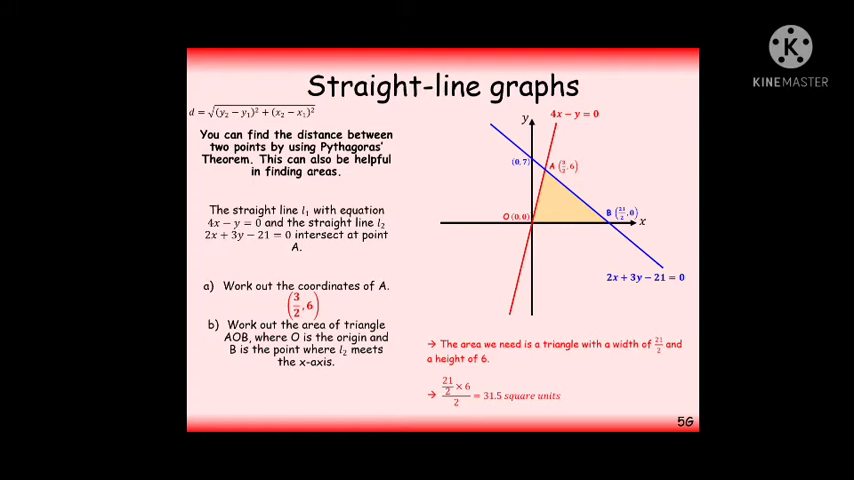 K
KINEMASTER
Straight-line graphs
d = √(y₂ − y₁)² + (x₂ − x₁)²
You can find the distance between
two points by using Pythagoras'
Theorem. This can also be helpful
in finding areas.
The straight line l₁ with equation
4x − y = 0 and the straight line l₂
2x + 3y − 21 = 0 intersect at point
A.
a) Work out the coordinates of A.
(3/2, 6)
b) Work out the area of triangle
AOB, where O is the origin and
B is the point where l₂ meets
the x-axis.
y
4x − y = 0
(0, 7)
A (3/2, 6)
O (0,0)
B (21/2, 0)
x
2x + 3y − 21 = 0
→ The area we need is a triangle with a width of 21/2 and
a height of 6.
→ (21/2 × 6)/2 = 31.5 square units
5G